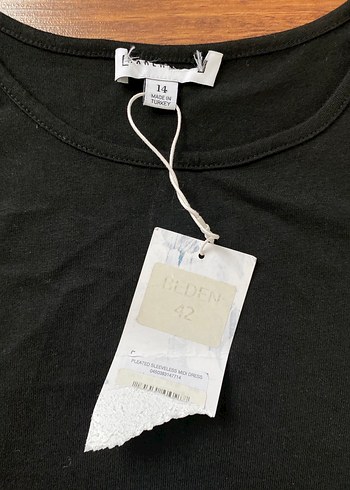 14
MADE IN
TURKEY
BEDEN
42
PLEATED SLEEVELESS MIDI DRESS